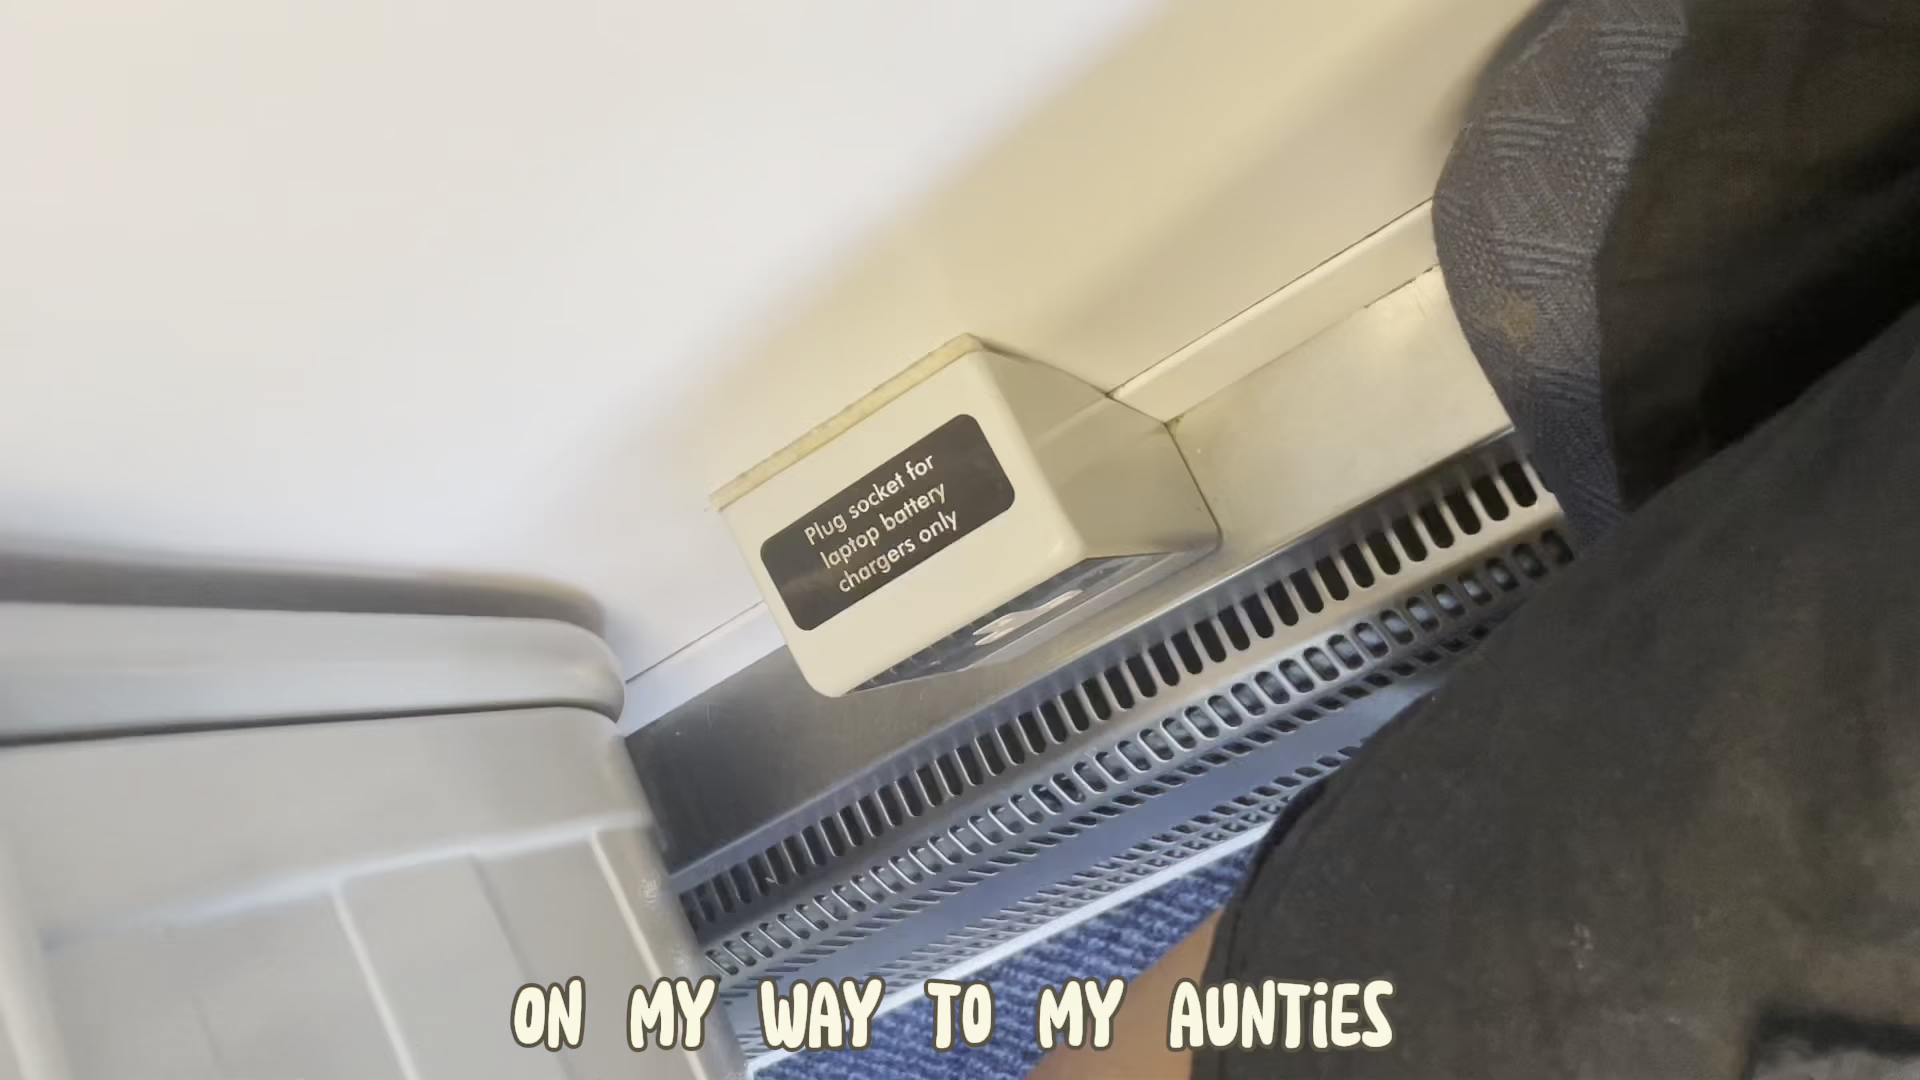 Plug socket for
laptop battery
chargers only
ON MY WAY TO MY AUNTiES